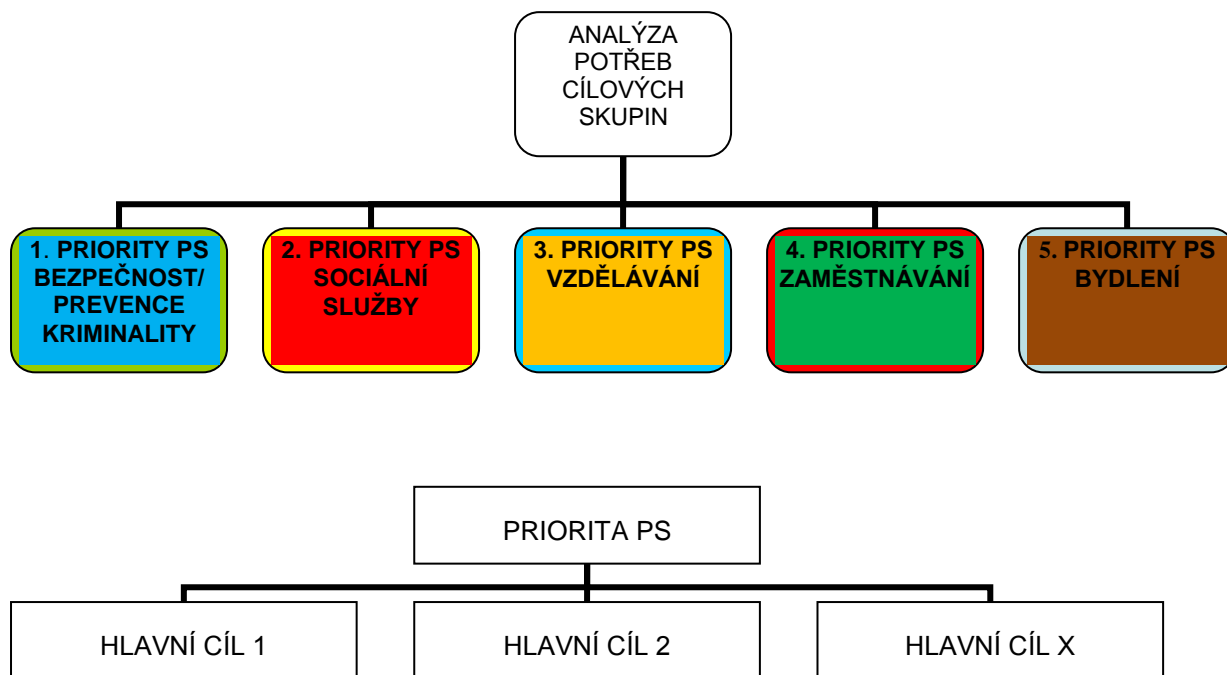 ANALÝZA
POTŘEB
CÍLOVÝCH
SKUPIN
1. PRIORITY PS
BEZPEČNOST/
PREVENCE
KRIMINALITY
2. PRIORITY PS
SOCIÁLNÍ
SLUŽBY
3. PRIORITY PS
VZDĚLÁVÁNÍ
4. PRIORITY PS
ZAMĚSTNÁVÁNÍ
5. PRIORITY PS
BYDLENÍ
PRIORITA PS
HLAVNÍ CÍL 1
HLAVNÍ CÍL 2
HLAVNÍ CÍL X